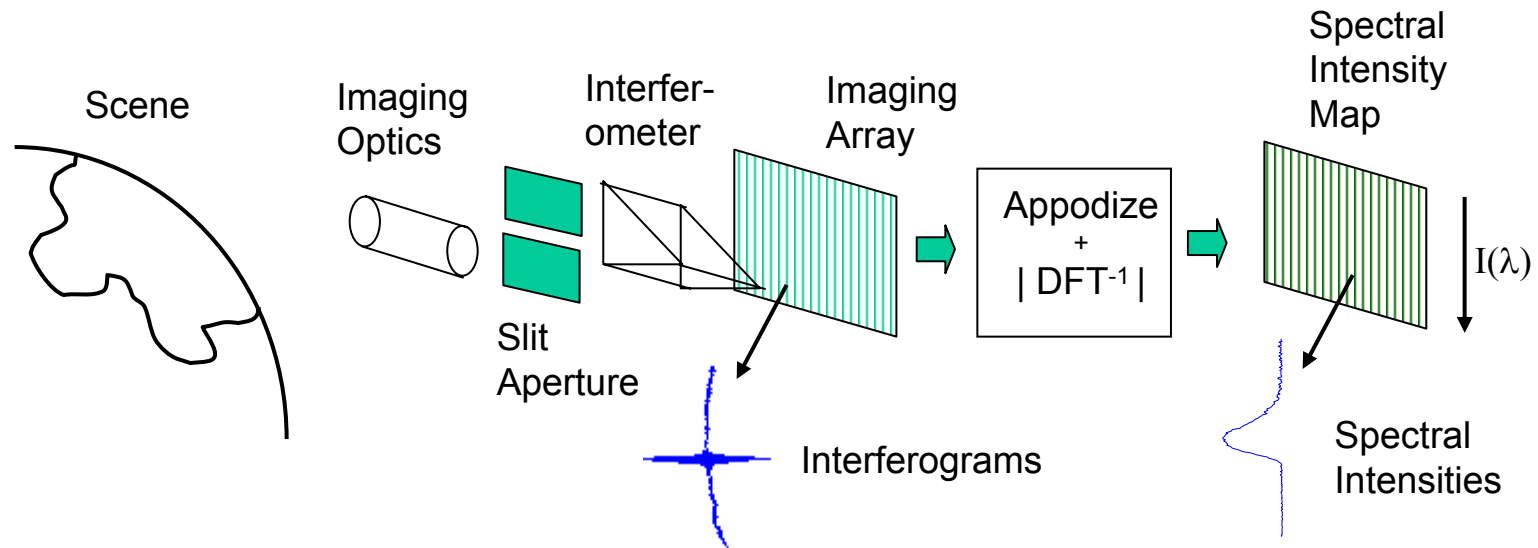 Scene
Imaging
Optics
Slit
Aperture
Interfer-
ometer
Imaging
Array
Interferograms
Appodize
+
| DFT-1 |
Spectral
Intensity
Map
I(λ)
Spectral
Intensities